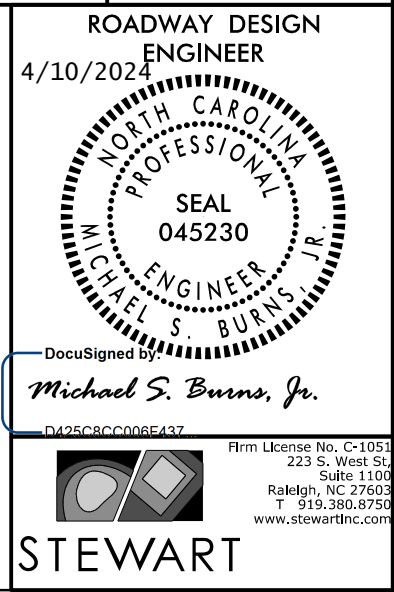 ROADWAY DESIGN
ENGINEER
4/10/2024
NORTH CAROLINA
PROFESSIONAL
SEAL
045230
ENGINEER
MICHAEL S. BURNS, JR.
DocuSigned by:
Michael S. Burns, Jr.
D425C8CC006F437...
Firm License No. C-1051
223 S. West St,
Suite 1100
Raleigh, NC 27603
T 919.380.8750
www.stewartinc.com
STEWART